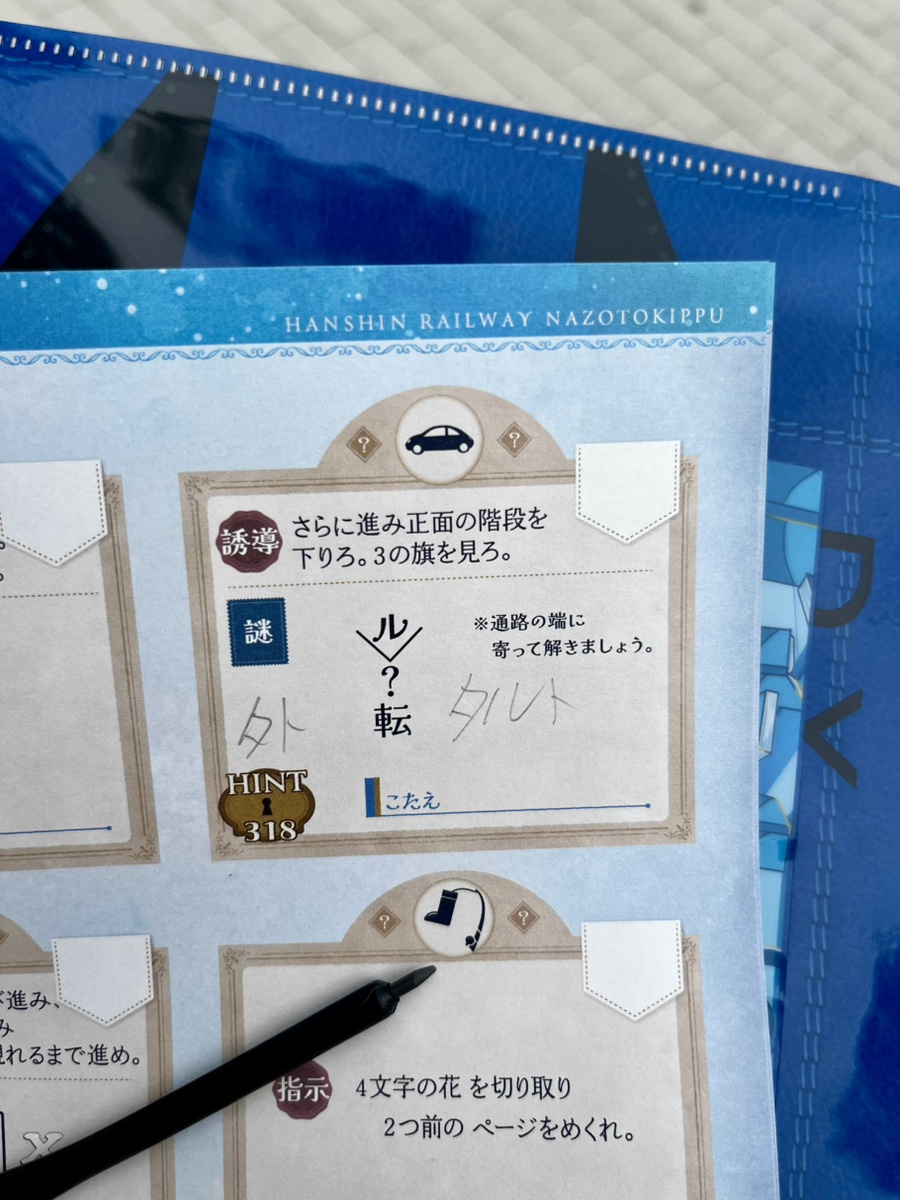 HANSHIN RAILWAY NAZOTOKIPPU
?
?
誘導
さらに進み正面の階段を
下りろ。3の旗を見ろ。
謎
ル
?
転
※通路の端に
寄って解きましょう。
外
タルト
HINT
318
こたえ
?
?
み
現れるまで進め。
指示
4文字の花 を切り取り
2つ前の ページをめくれ。